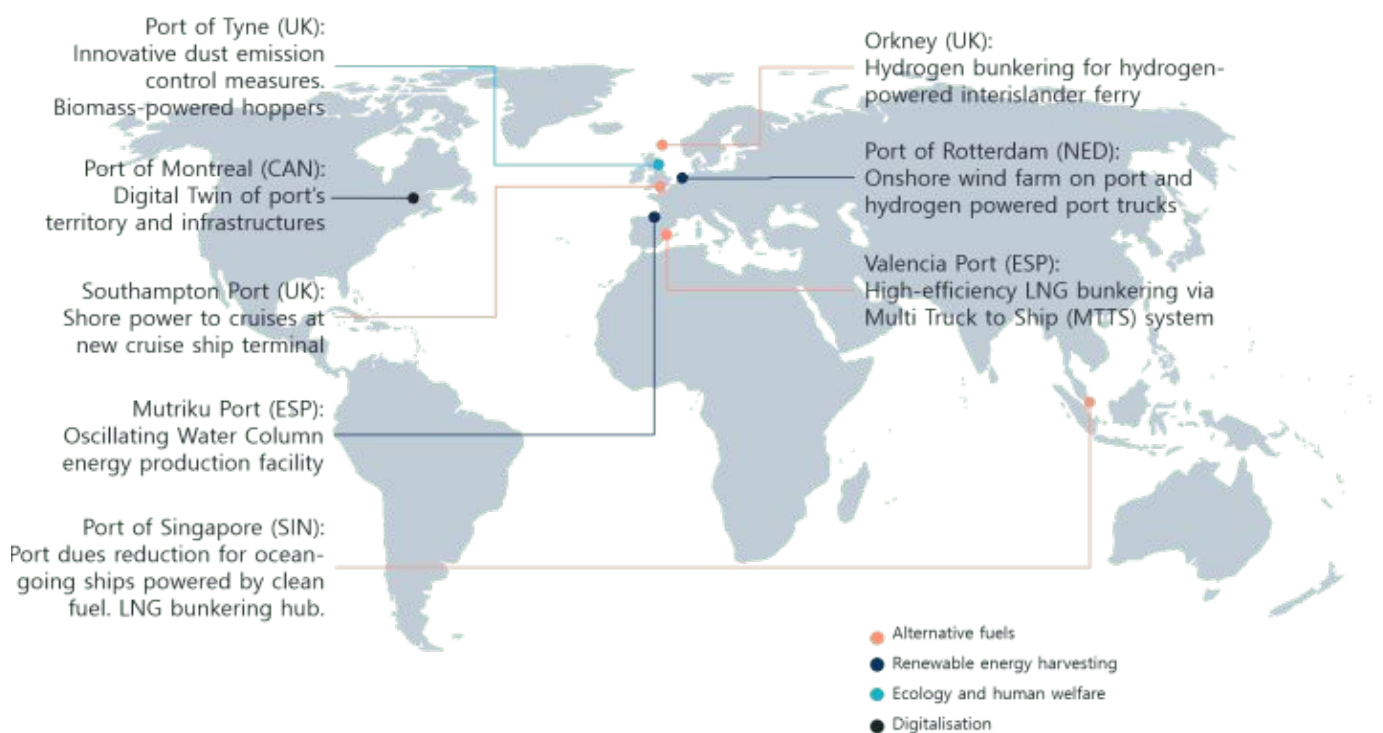 Port of Tyne (UK):
Innovative dust emission
control measures.
Biomass-powered hoppers
Port of Montreal (CAN):
Digital Twin of port's
territory and infrastructures
Southampton Port (UK):
Shore power to cruises at
new cruise ship terminal
Mutriku Port (ESP):
Oscillating Water Column
energy production facility
Port of Singapore (SIN):
Port dues reduction for ocean-
going ships powered by clean
fuel. LNG bunkering hub.
Orkney (UK):
Hydrogen bunkering for hydrogen-
powered interislander ferry
Port of Rotterdam (NED):
Onshore wind farm on port and
hydrogen powered port trucks
Valencia Port (ESP):
High-efficiency LNG bunkering via
Multi Truck to Ship (MTTS) system
Alternative fuels
Renewable energy harvesting
Ecology and human welfare
Digitalisation